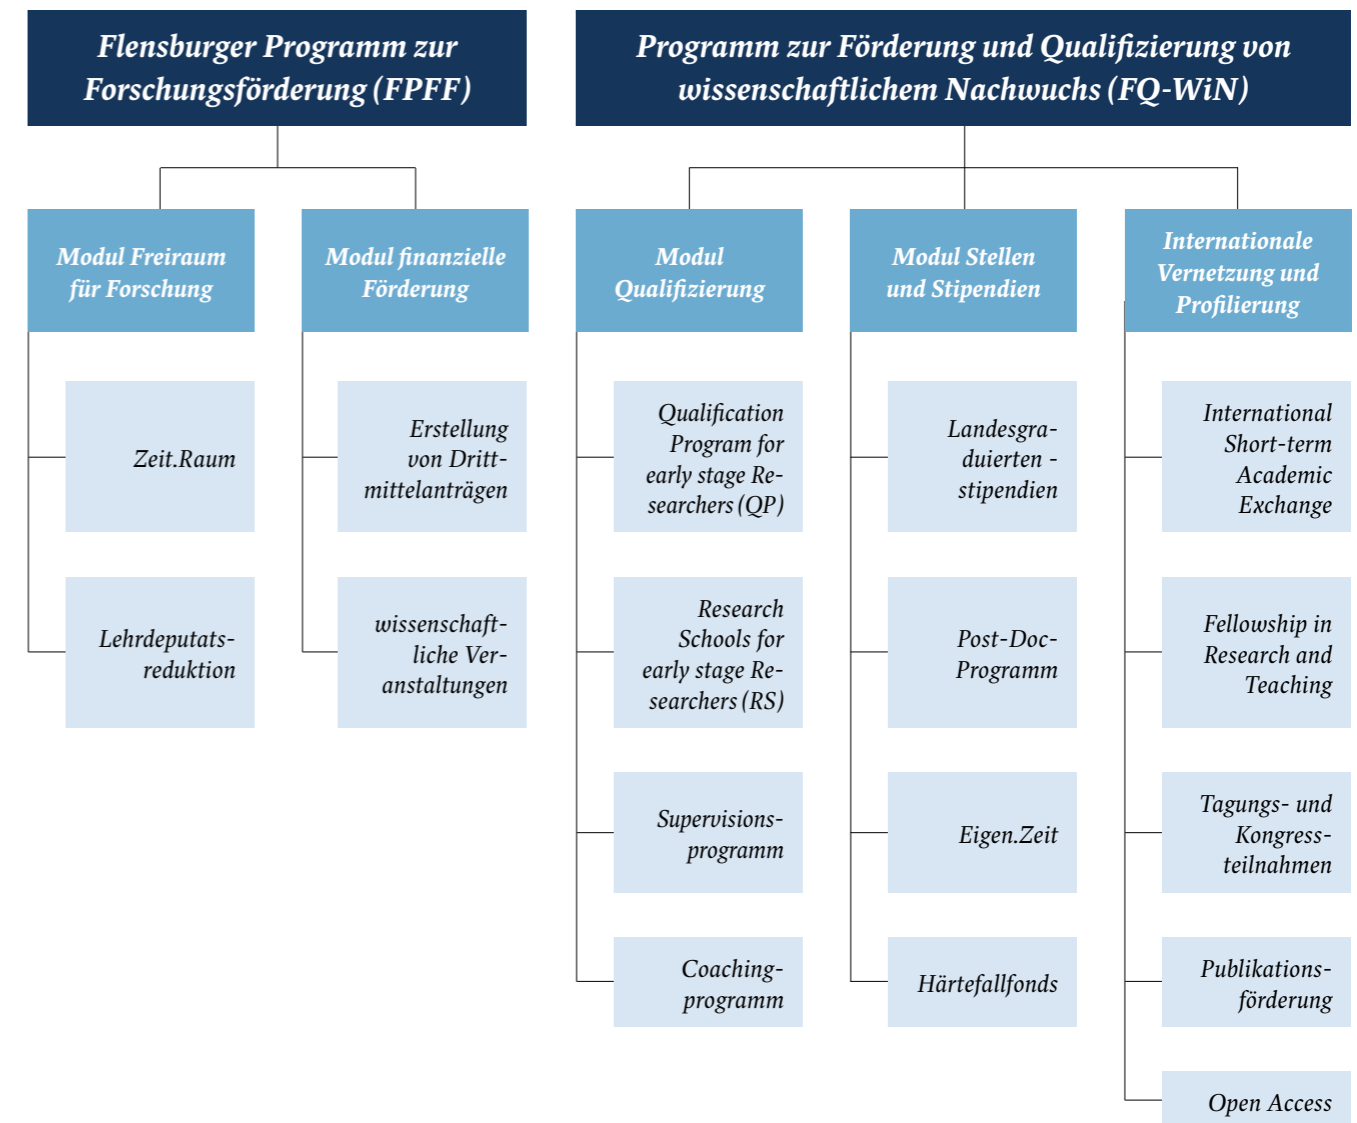 Flensburger Programm zur
Forschungsförderung (FPFF)
Programm zur Förderung und Qualifizierung von
wissenschaftlichem Nachwuchs (FQ-WiN)
Modul Freiraum
für Forschung
Modul finanzielle
Förderung
Modul
Qualifizierung
Modul Stellen
und Stipendien
Internationale
Vernetzung und
Profilierung
Zeit.Raum
Lehrdeputats-
reduktion
Erstellung
von Dritt-
mittelanträgen
wissenschaft-
liche Ver-
anstaltungen
Qualification
Program for
early stage Re-
searchers (QP)
Research
Schools for
early stage Re-
searchers (RS)
Supervisions-
programm
Coaching-
programm
Landesgra-
duierten -
stipendien
Post-Doc-
Programm
Eigen.Zeit
Härtefallfonds
International
Short-term
Academic
Exchange
Fellowship in
Research and
Teaching
Tagungs- und
Kongress-
teilnahmen
Publikations-
förderung
Open Access